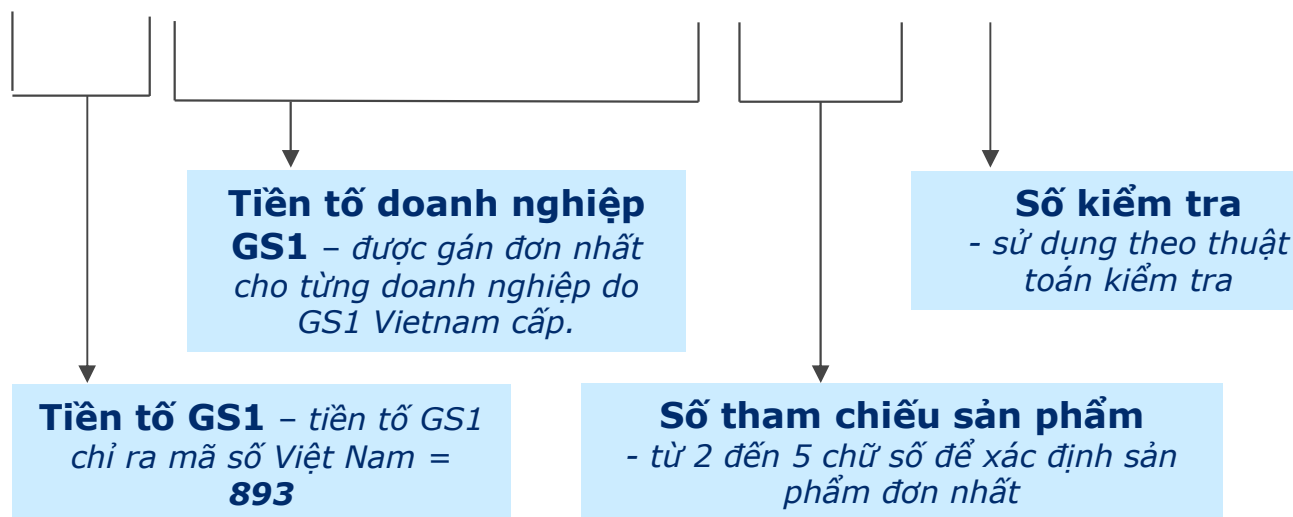 Tiền tố doanh nghiệp
GS1 – được gán đơn nhất
cho từng doanh nghiệp do
GS1 Vietnam cấp.
Số kiểm tra
- sử dụng theo thuật
toán kiểm tra
Tiền tố GS1 – tiền tố GS1
chỉ ra mã số Việt Nam =
893
Số tham chiếu sản phẩm
- từ 2 đến 5 chữ số để xác định sản
phẩm đơn nhất